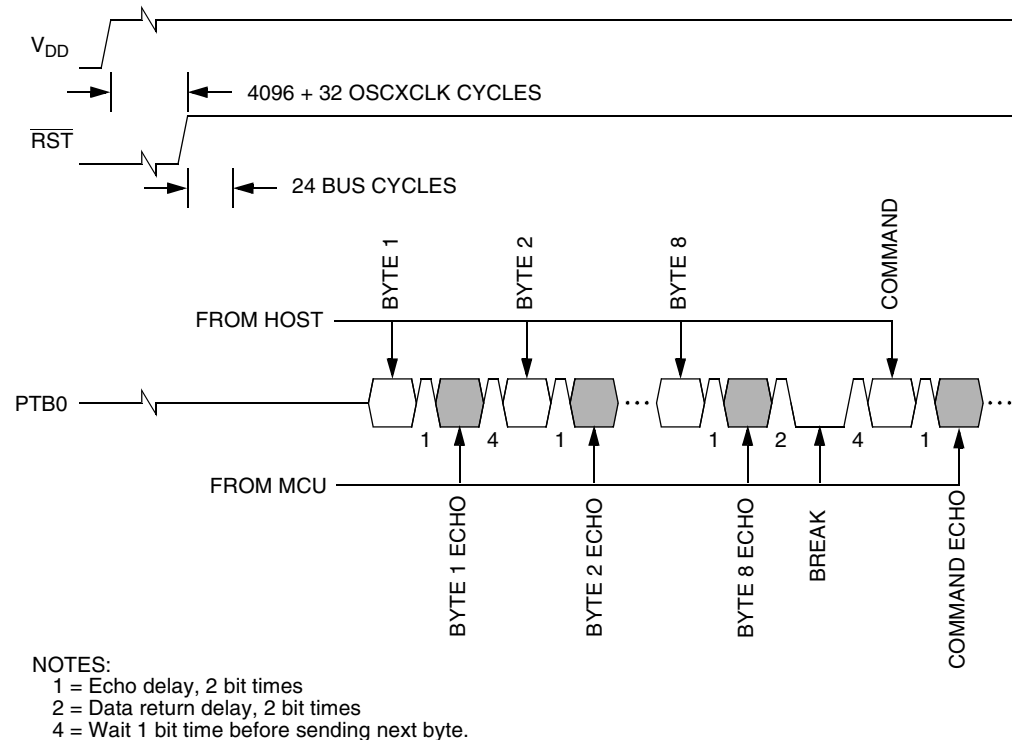 VDD
4096 + 32 OSCXCLK CYCLES
RST
24 BUS CYCLES
BYTE 1
BYTE 2
BYTE 8
COMMAND
FROM HOST
PTB0
...
...
1
4
1
1
2
4
1
FROM MCU
BYTE 1 ECHO
BYTE 2 ECHO
BYTE 8 ECHO
BREAK
COMMAND ECHO
NOTES:
1 = Echo delay, 2 bit times
2 = Data return delay, 2 bit times
4 = Wait 1 bit time before sending next byte.